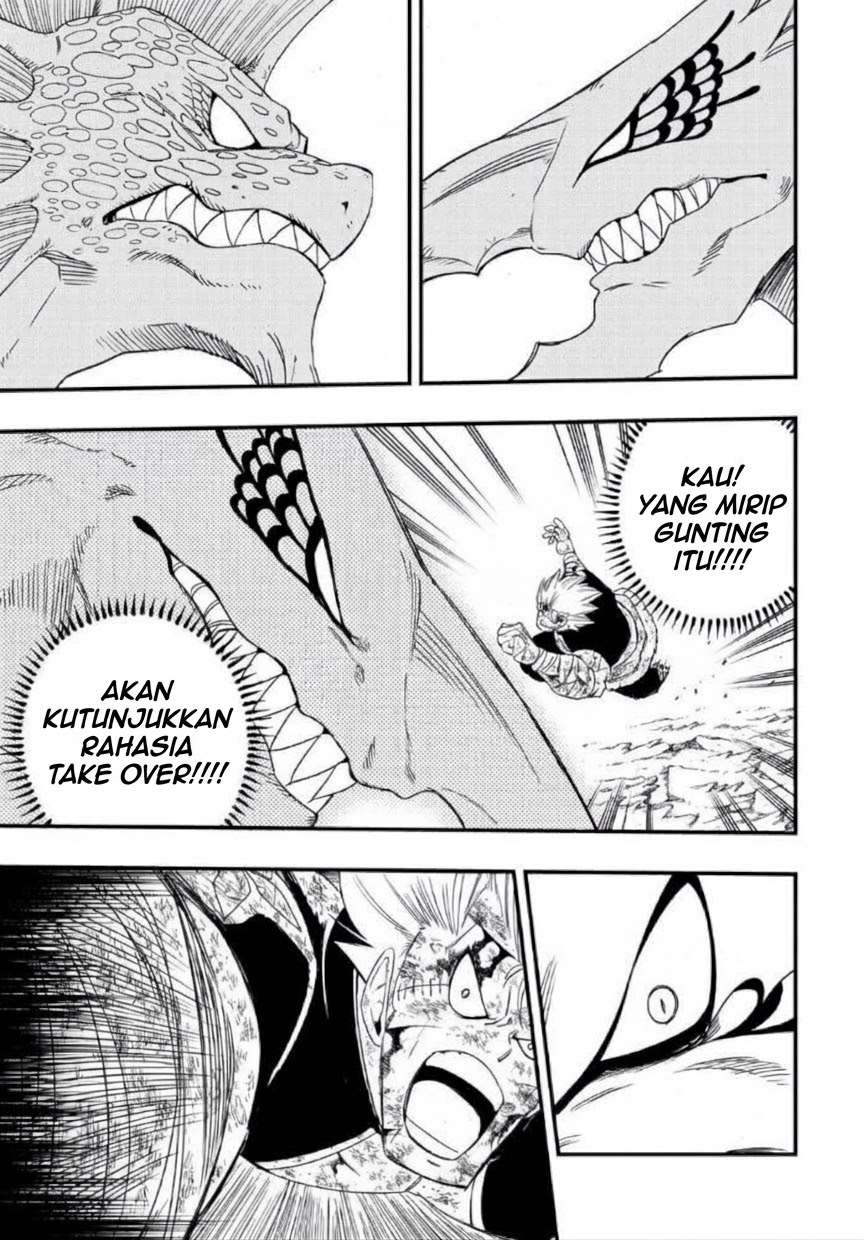 KAU!
YANG MIRIP
GUNTING
ITU!!!!
AKAN
KUTUNJUKKAN
RAHASIA
TAKE OVER!!!!